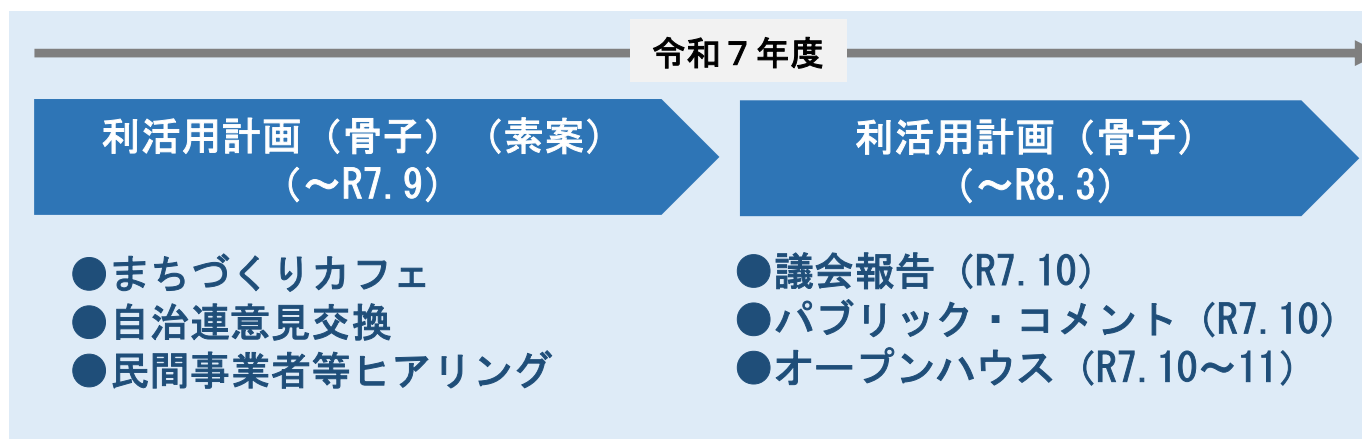 令和７年度
利活用計画（骨子）（素案）
（～R7.9）
●まちづくりカフェ
●自治連意見交換
●民間事業者等ヒアリング
利活用計画（骨子）
（～R8.3）
●議会報告（R7.10）
●パブリック・コメント（R7.10）
●オープンハウス（R7.10～11）